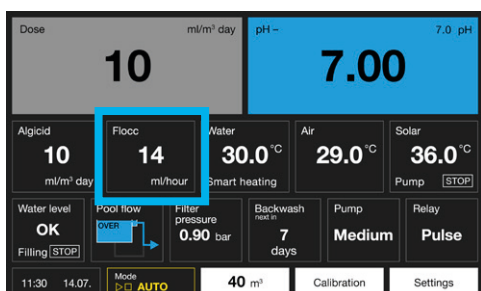 Dose ml/m³ day
10
pH – 7.0 pH
7.00
Algicid
10
ml/m³ day
Flocc
14
ml/hour
Water
30.0 °C
Smart heating
Air
29.0 °C
Solar
36.0 °C
Pump STOP
Water level
OK
Filling STOP
Pool flow
OVER
Filter
pressure
0.90 bar
Backwash
next in
7
days
Pump
Medium
Relay
Pulse
11:30 14.07.
Mode
AUTO
40 m³
Calibration
Settings